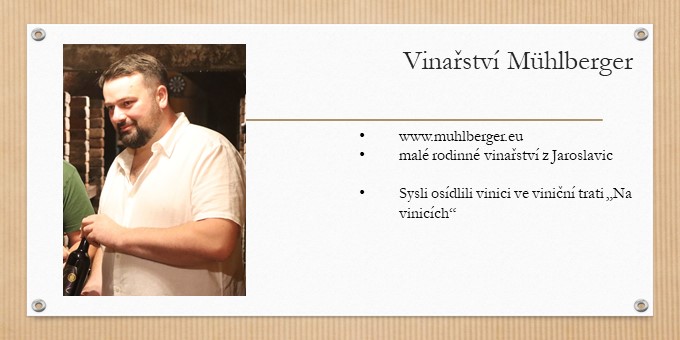 Vinařství Mühlberger
• www.muhlberger.eu
• malé rodinné vinařství z Jaroslavic
• Sysli osídlili vinici ve viniční trati „Na
vinicích“